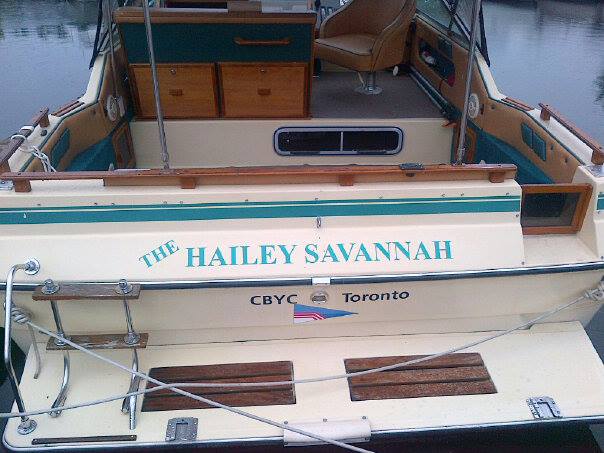 THE HAILEY SAVANNAH
CBYC Toronto